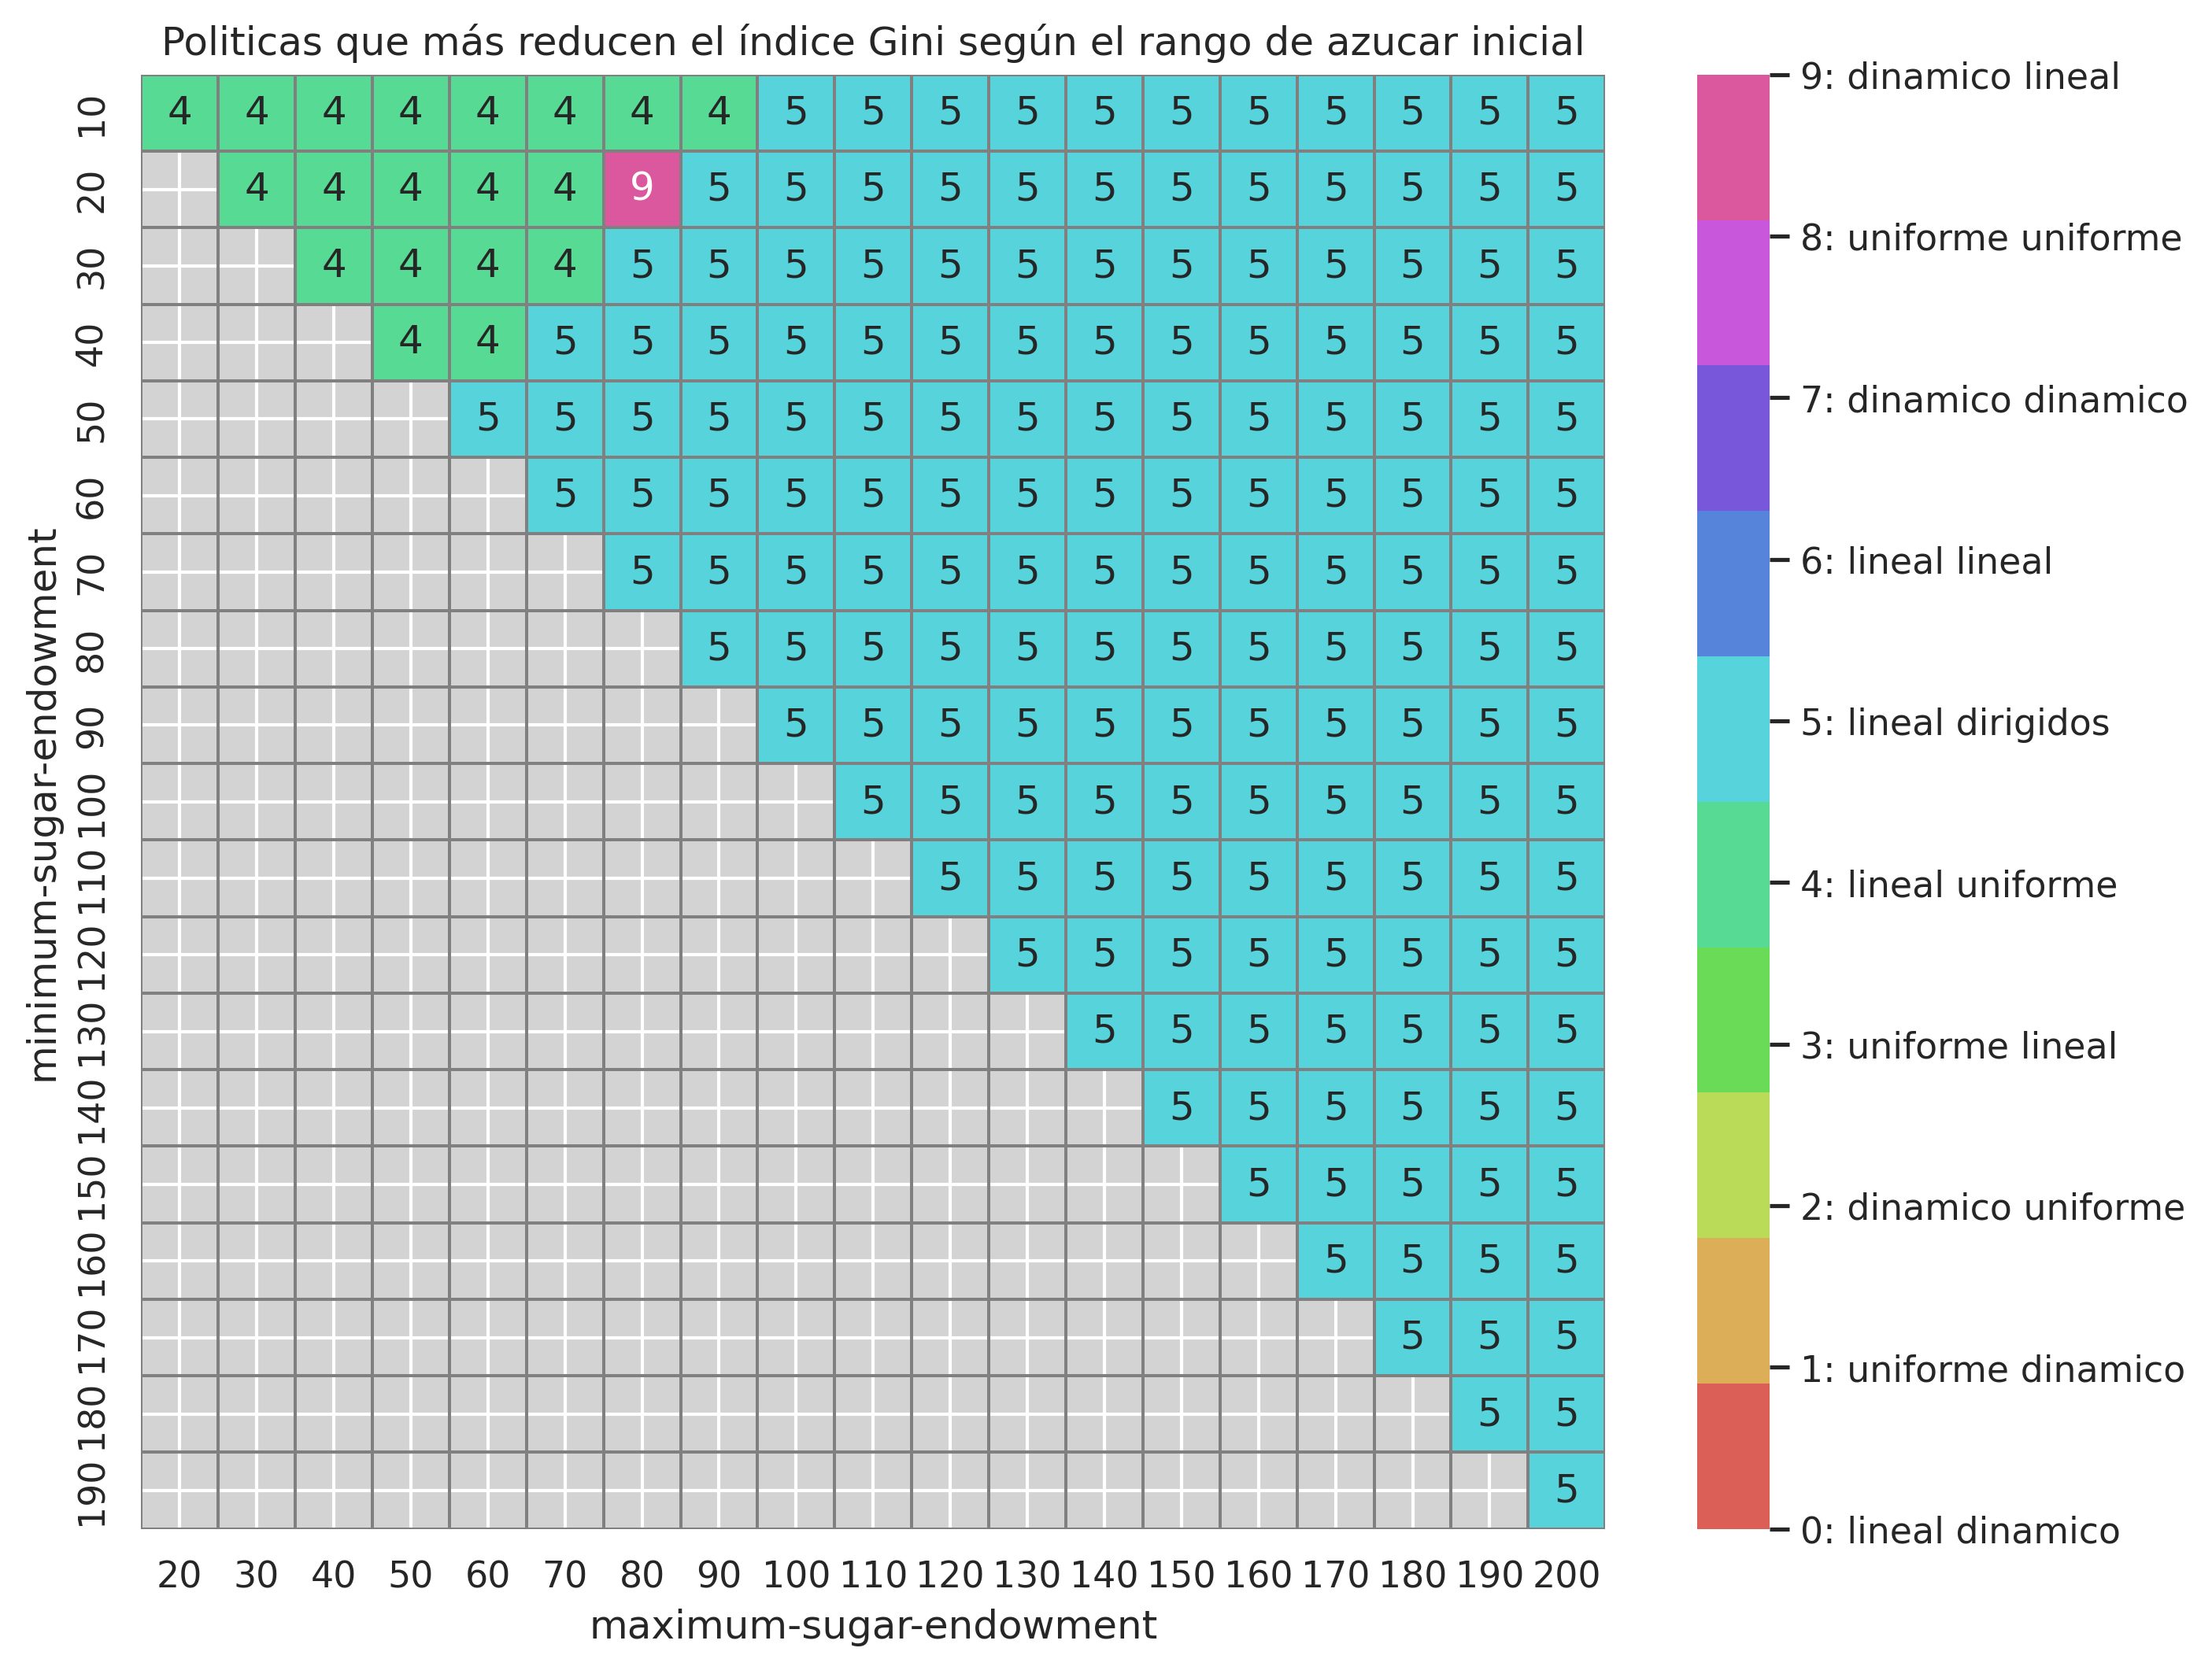 Politicas que más reducen el índice Gini según el rango de azucar inicial
minimum-sugar-endowment
10 4 4 4 4 4 4 4 4 5 5 5 5 5 5 5 5 5 5 5
20 4 4 4 4 4 9 5 5 5 5 5 5 5 5 5 5 5 5
30 4 4 4 4 5 5 5 5 5 5 5 5 5 5 5 5 5
40 4 4 5 5 5 5 5 5 5 5 5 5 5 5 5 5
50 5 5 5 5 5 5 5 5 5 5 5 5 5 5 5
60 5 5 5 5 5 5 5 5 5 5 5 5 5 5
70 5 5 5 5 5 5 5 5 5 5 5 5 5
80 5 5 5 5 5 5 5 5 5 5 5 5
90 5 5 5 5 5 5 5 5 5 5 5
100 5 5 5 5 5 5 5 5 5 5
110 5 5 5 5 5 5 5 5 5
120 5 5 5 5 5 5 5 5
130 5 5 5 5 5 5 5
140 5 5 5 5 5 5
150 5 5 5 5 5
160 5 5 5 5
170 5 5 5
180 5 5
190 5
20 30 40 50 60 70 80 90 100 110 120 130 140 150 160 170 180 190 200
maximum-sugar-endowment
9: dinamico lineal
8: uniforme uniforme
7: dinamico dinamico
6: lineal lineal
5: lineal dirigidos
4: lineal uniforme
3: uniforme lineal
2: dinamico uniforme
1: uniforme dinamico
0: lineal dinamico